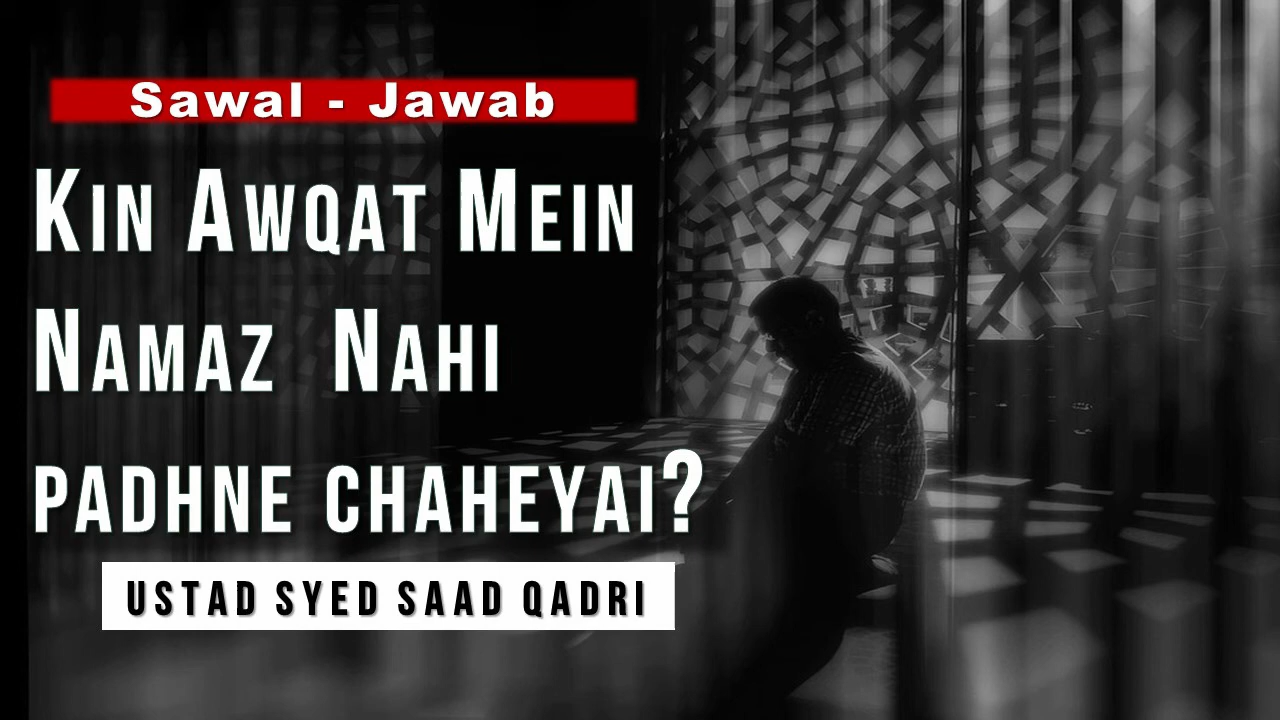 Sawal - Jawab
Kin Awqat Mein
Namaz Nahi
padhne chaheyai?
USTAD SYED SAAD QADRI